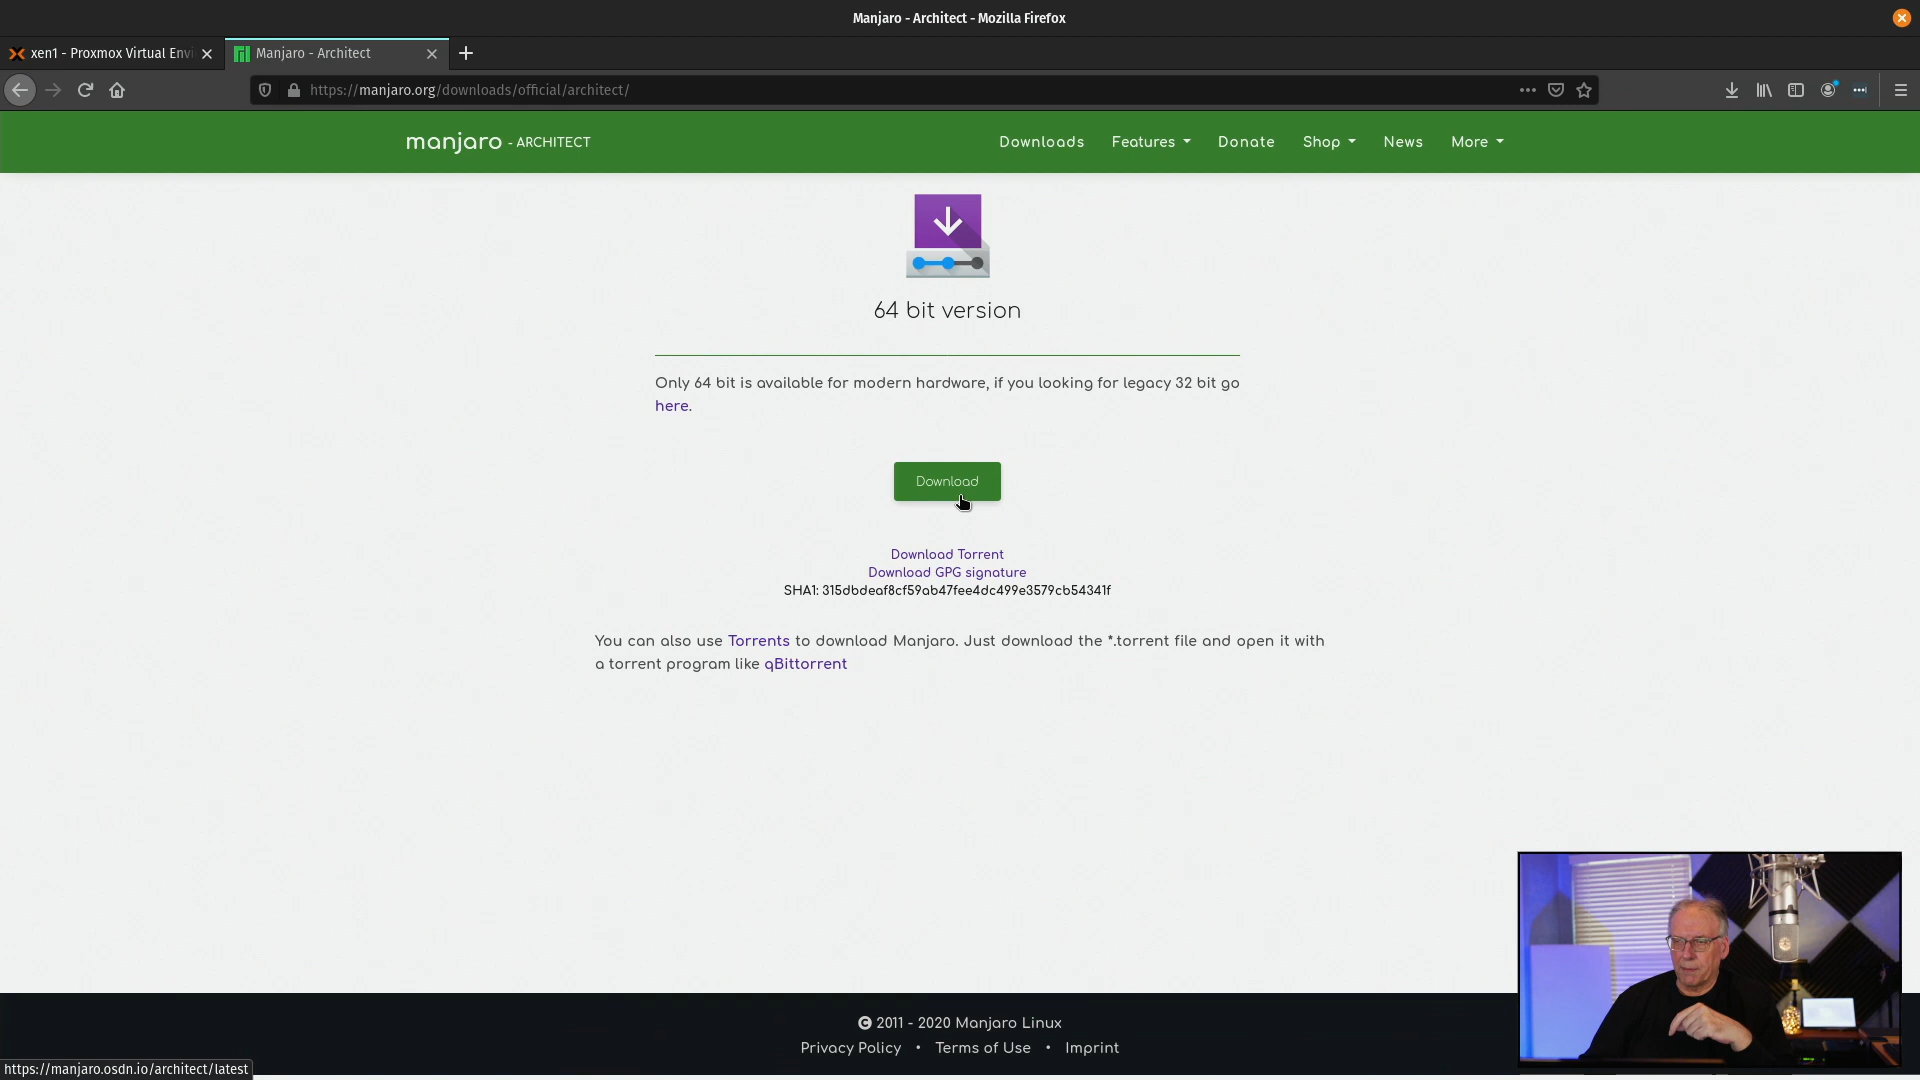 Manjaro - Architect - Mozilla Firefox
xen1 - Proxmox Virtual Envi
Manjaro - Architect
https://manjaro.org/downloads/official/architect/
manjaro - ARCHITECT
Downloads Features Donate Shop News More
64 bit version
Only 64 bit is available for modern hardware, if you looking for legacy 32 bit go
here.
Download
Download Torrent
Download GPG signature
SHA1: 315dbdeaf8cf59ab47fee4dc499e3579cb54341f
You can also use Torrents to download Manjaro. Just download the *.torrent file and open it with
a torrent program like qBittorrent
© 2011 - 2020 Manjaro Linux
Privacy Policy • Terms of Use • Imprint
https://manjaro.osdn.io/architect/latest